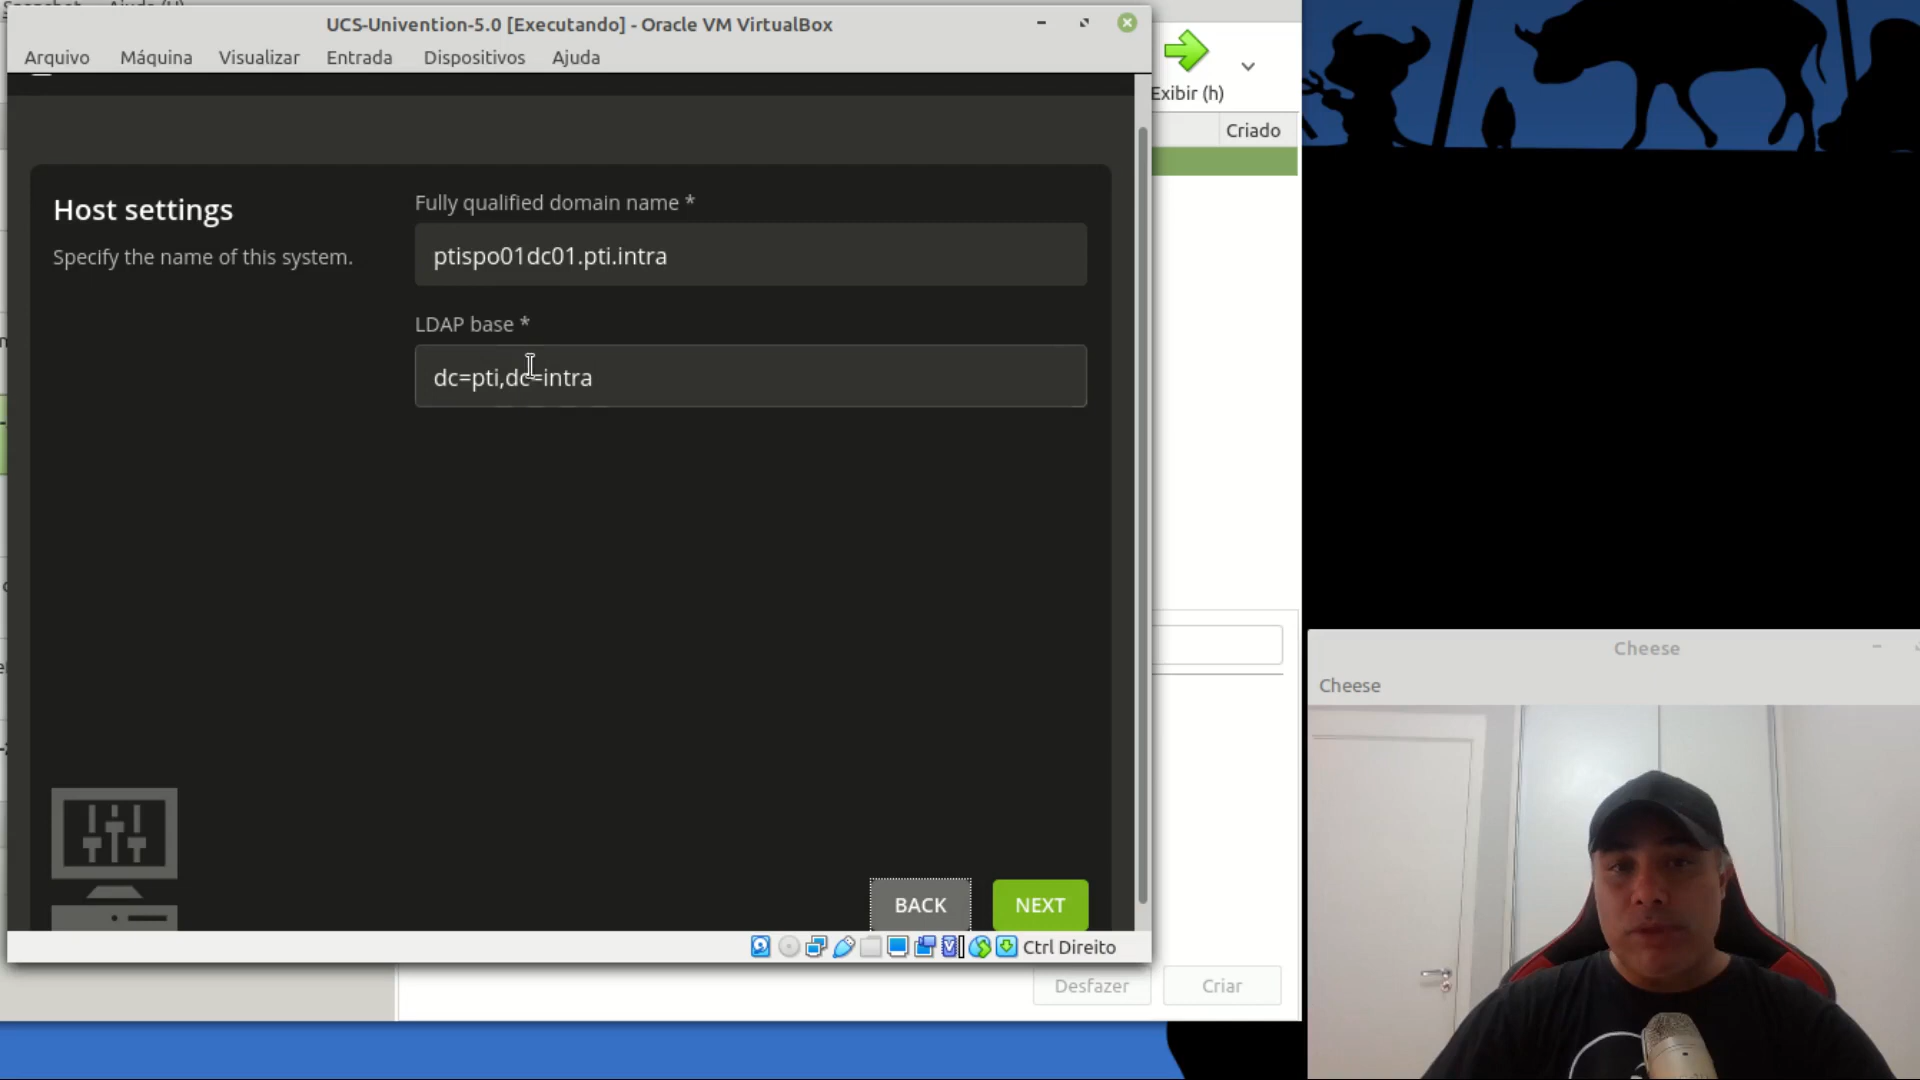 UCS-Univention-5.0 [Executando] - Oracle VM VirtualBox
Arquivo Máquina Visualizar Entrada Dispositivos Ajuda
Exibir (h)
Criado
Host settings
Specify the name of this system.
Fully qualified domain name *
ptispo01dc01.pti.intra
LDAP base *
dc=pti,dc=intra
BACK NEXT
Ctrl Direito
Desfazer Criar
Cheese
Cheese